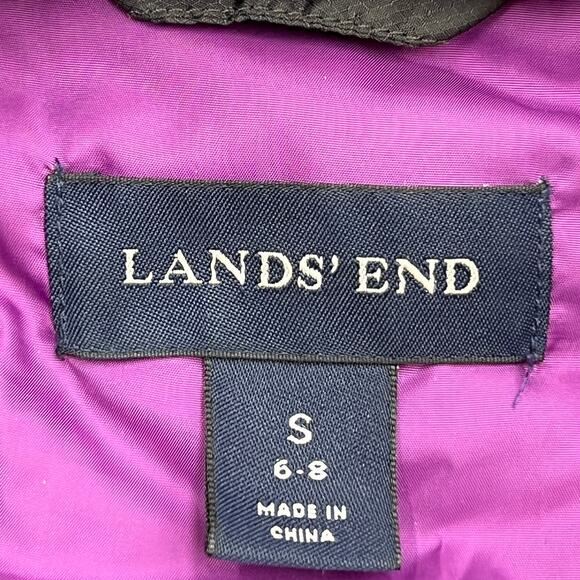 LANDS' END
S
6-8
MADE IN
CHINA